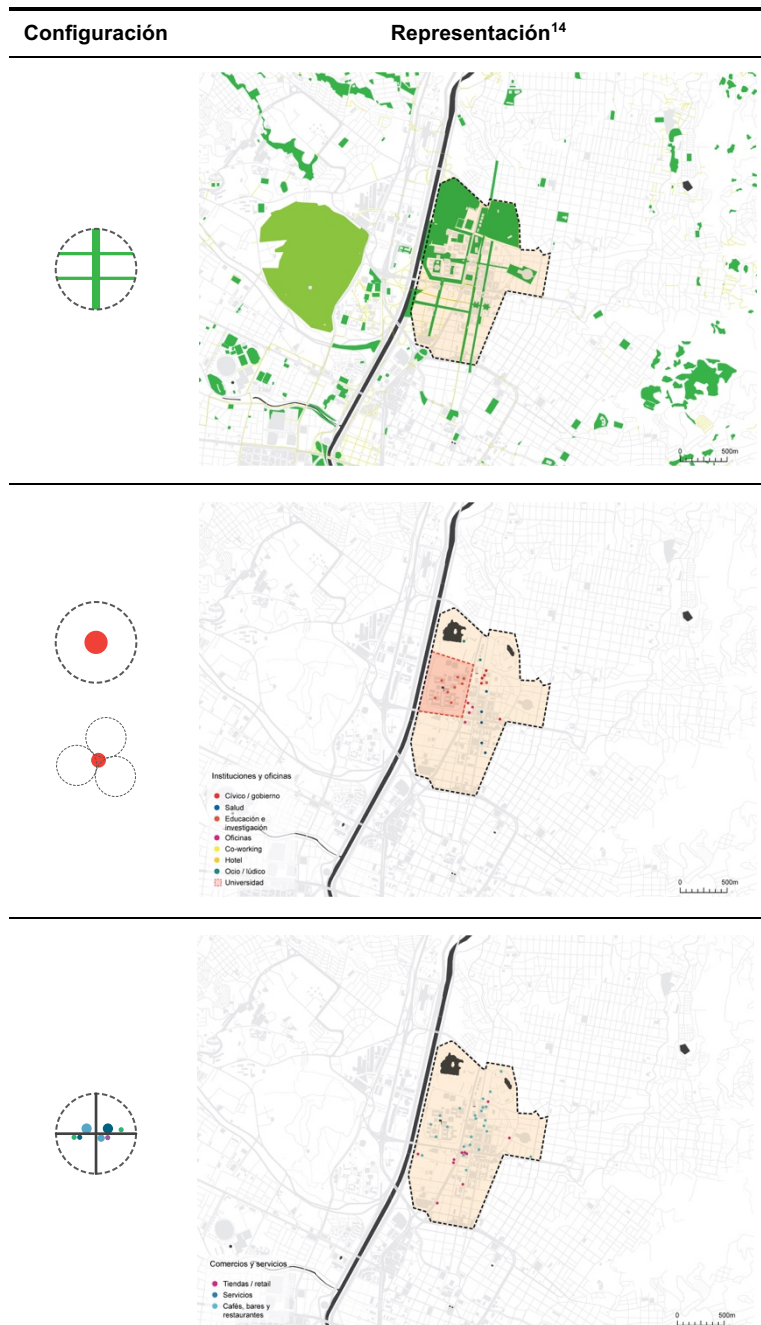 Configuración Representación¹⁴
0 500m
Instituciones y oficinas
Cívico / gobierno
Salud
Educación e
investigación
Oficinas
Co-working
Hotel
Ocio / lúdico
Universidad
0 500m
Comercios y servicios
Tiendas / retail
Servicios
Cafés, bares y
restaurantes
0 500m